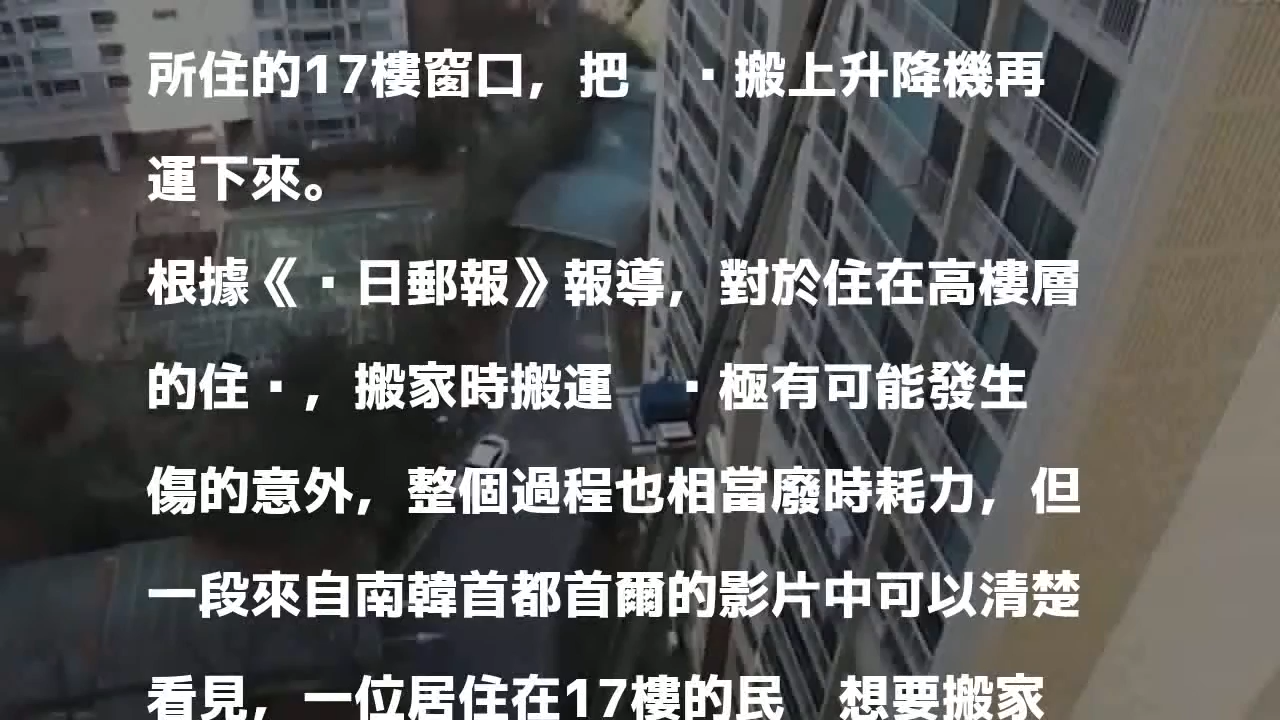 所住的17樓窗口，把　·搬上升降機再
運下來。
根據《·日郵報》報導，對於住在高樓層
的住·，搬家時搬運　·極有可能發生
傷的意外，整個過程也相當廢時耗力，但
一段來自南韓首都首爾的影片中可以清楚
看見，一位居住在17樓的民　想要搬家